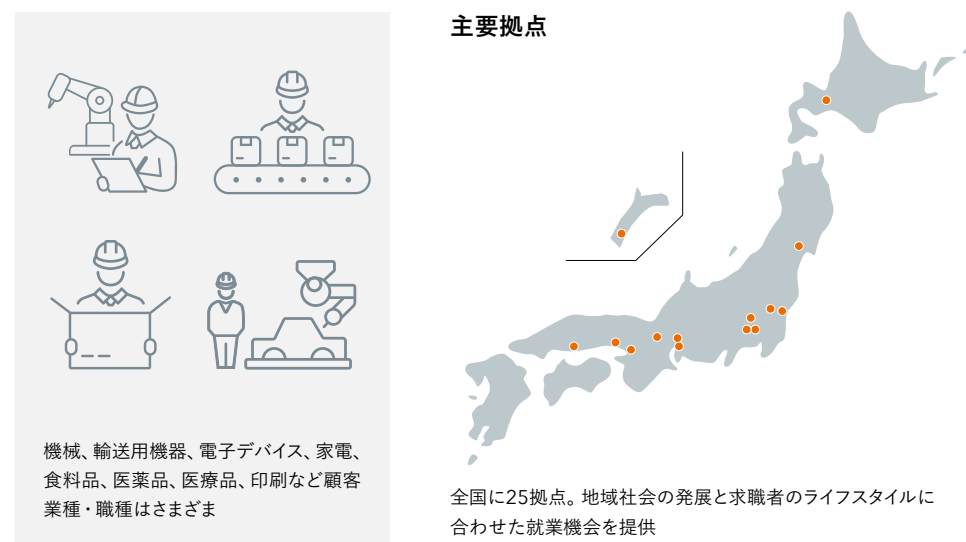 主要拠点
機械、輸送用機器、電子デバイス、家電、
食料品、医薬品、医療品、印刷など顧客
業種・職種はさまざま
全国に25拠点。地域社会の発展と求職者のライフスタイルに
合わせた就業機会を提供